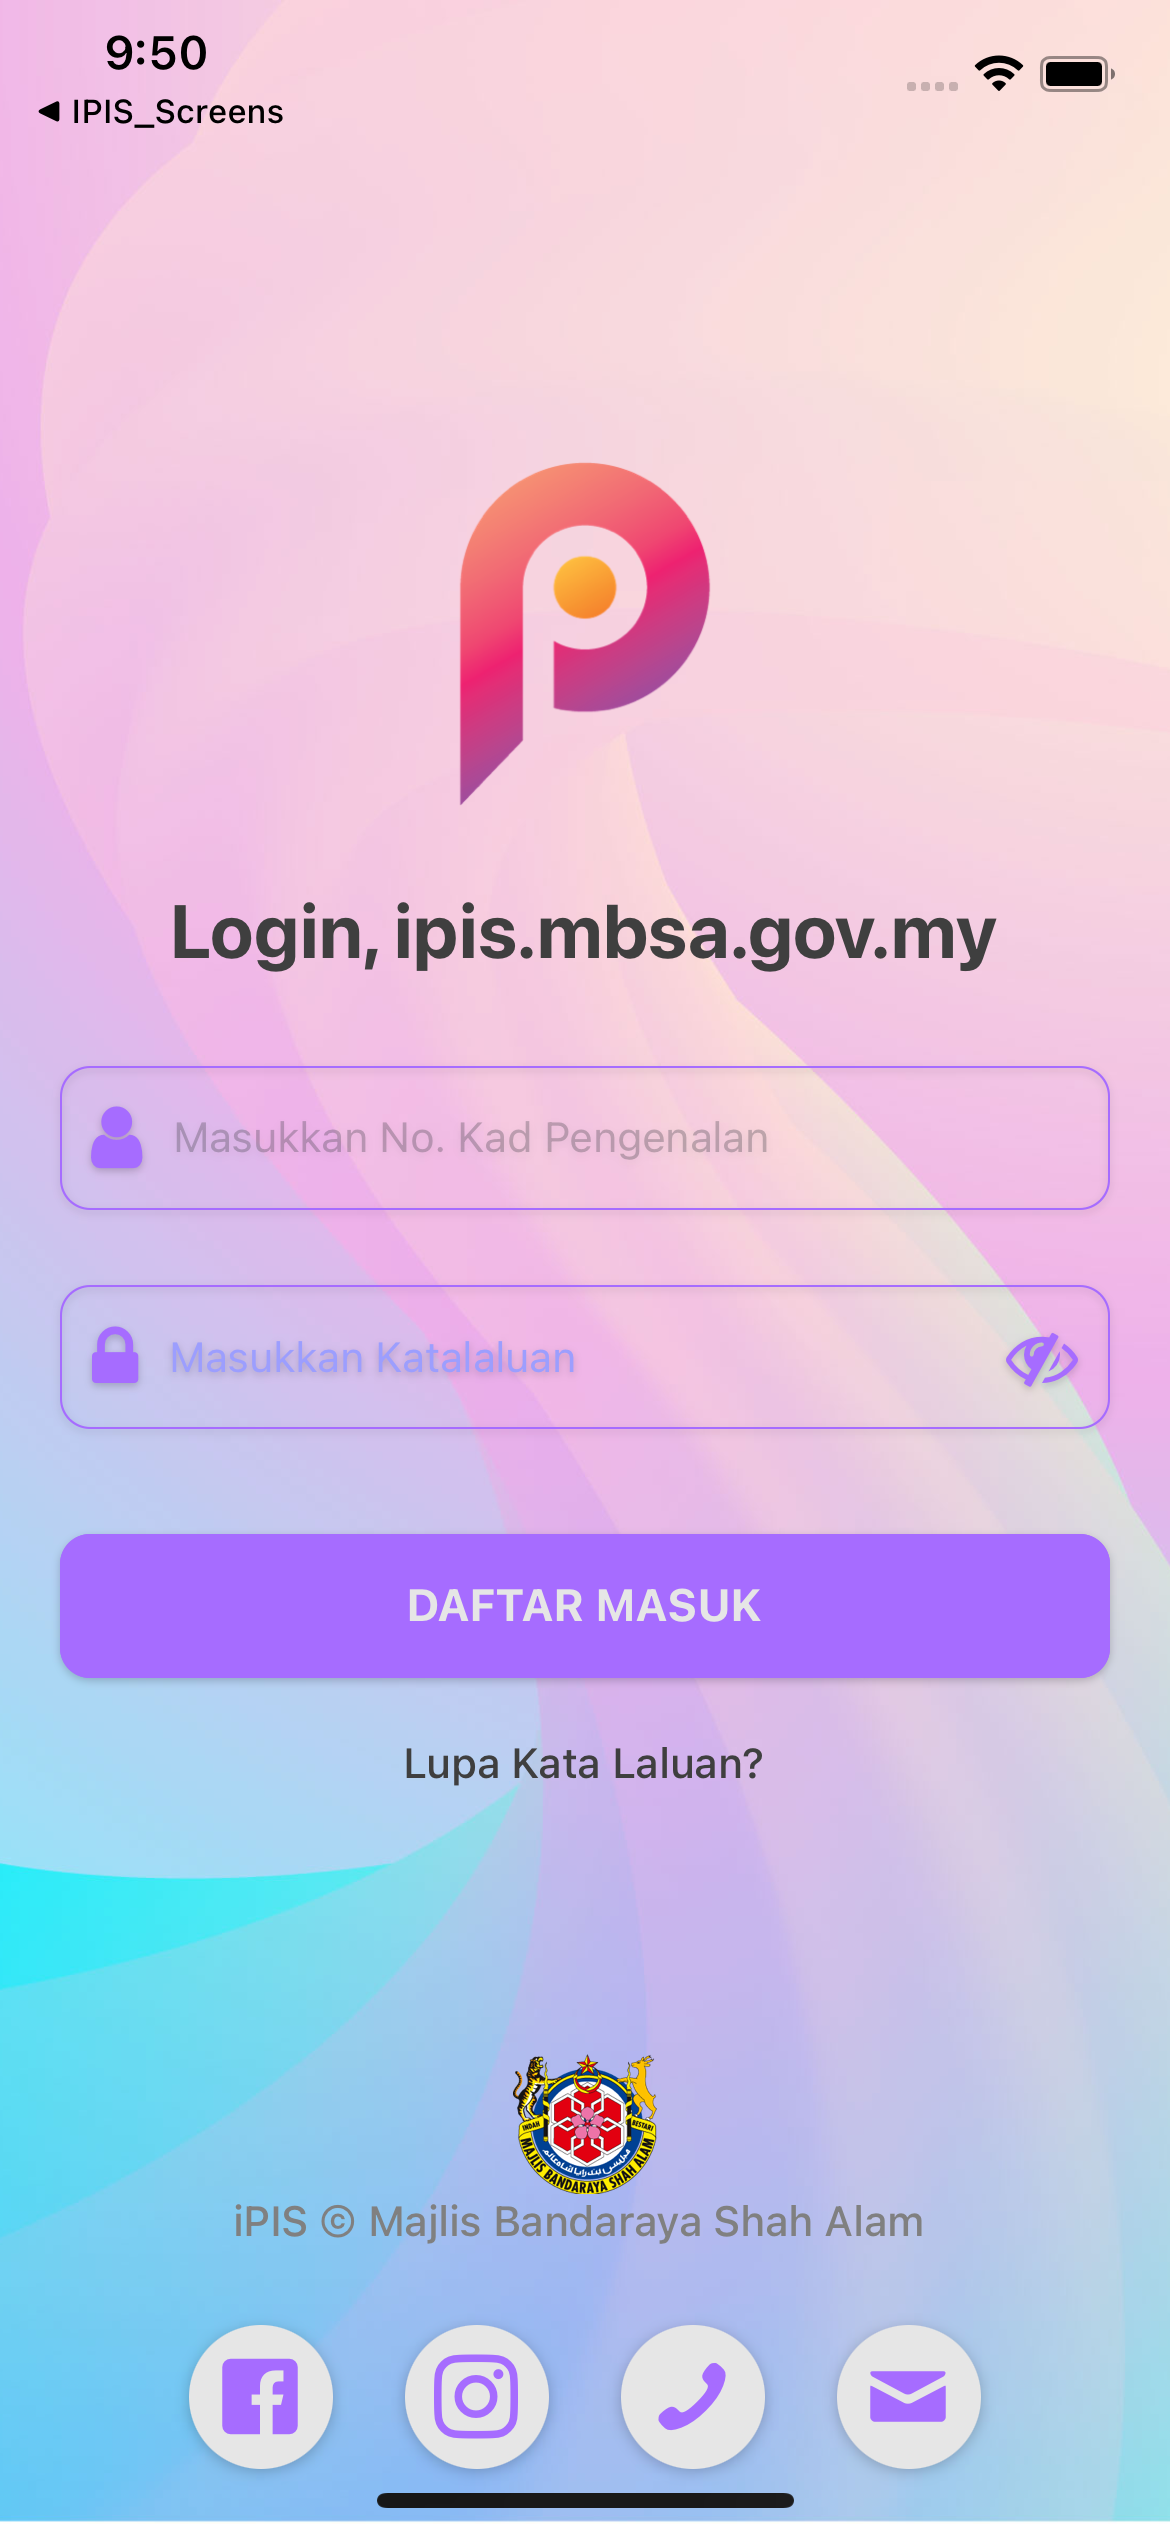 9:50
◀ IPIS_Screens
Login, ipis.mbsa.gov.my
Masukkan No. Kad Pengenalan
Masukkan Katalaluan
DAFTAR MASUK
Lupa Kata Laluan?
INDAH BESTARI
MAJLIS BANDARAYA SHAH ALAM
iPIS © Majlis Bandaraya Shah Alam